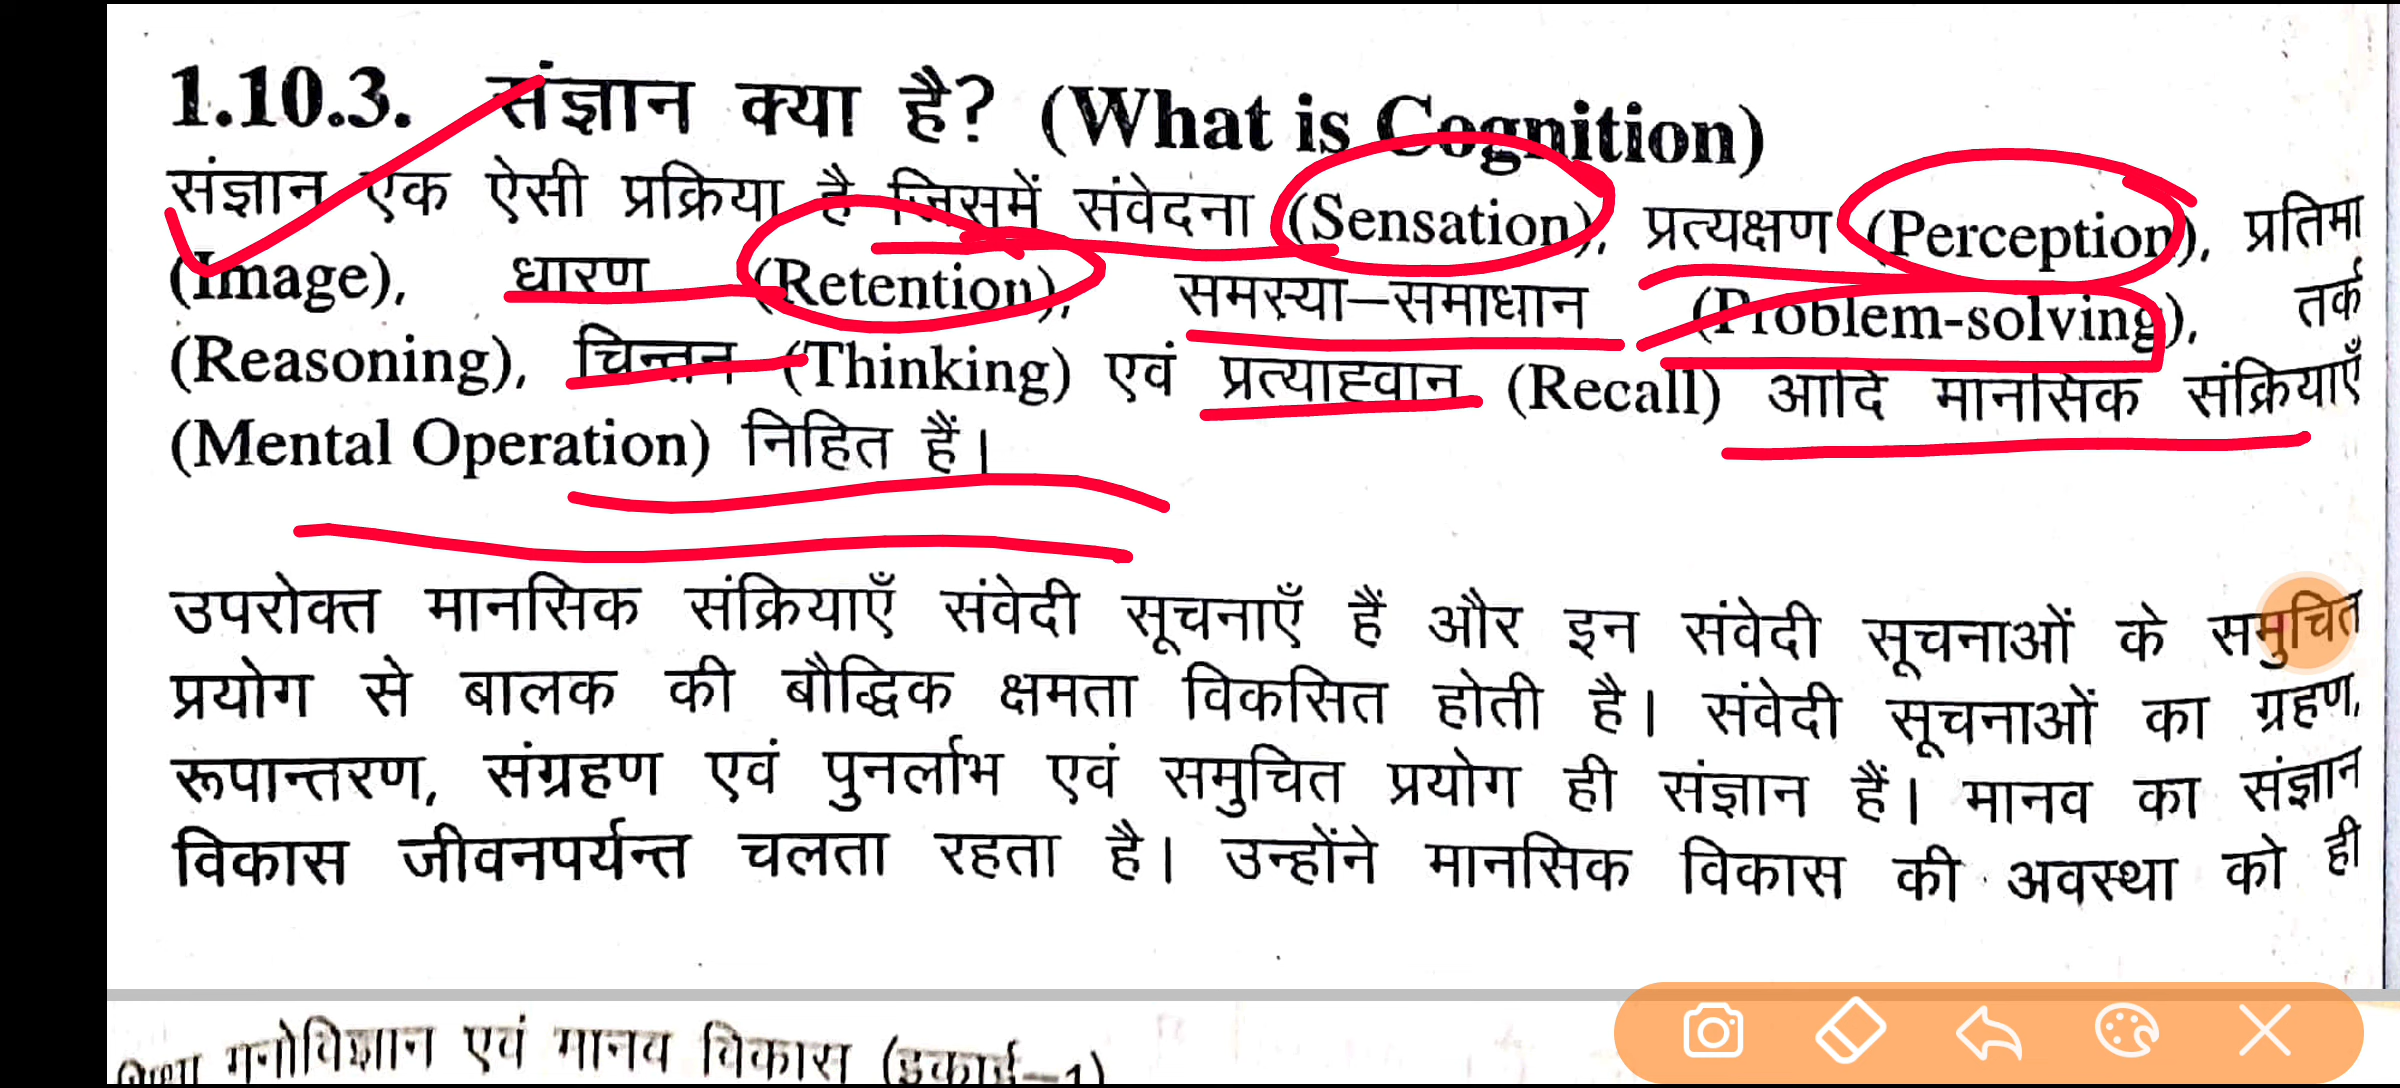 1.10.3. संज्ञान क्या है? (What is Cognition)
संज्ञान एक ऐसी प्रक्रिया है जिसमें संवेदना (Sensation), प्रत्यक्षण (Perception), प्रतिमा
(Image), धारण (Retention), समस्या–समाधान (Problem-solving), तर्क
(Reasoning), चिन्तन (Thinking) एवं प्रत्याह्वान (Recall) आदि मानसिक संक्रियाएँ
(Mental Operation) निहित हैं।
उपरोक्त मानसिक संक्रियाएँ संवेदी सूचनाएँ हैं और इन संवेदी सूचनाओं के समुचित
प्रयोग से बालक की बौद्धिक क्षमता विकसित होती है। संवेदी सूचनाओं का ग्रहण,
रूपान्तरण, संग्रहण एवं पुनर्लाभ एवं समुचित प्रयोग ही संज्ञान हैं। मानव का संज्ञान
विकास जीवनपर्यन्त चलता रहता है। उन्होंने मानसिक विकास की अवस्था को ही
मनोविज्ञान एवं मानव विकास (इकाई–1)